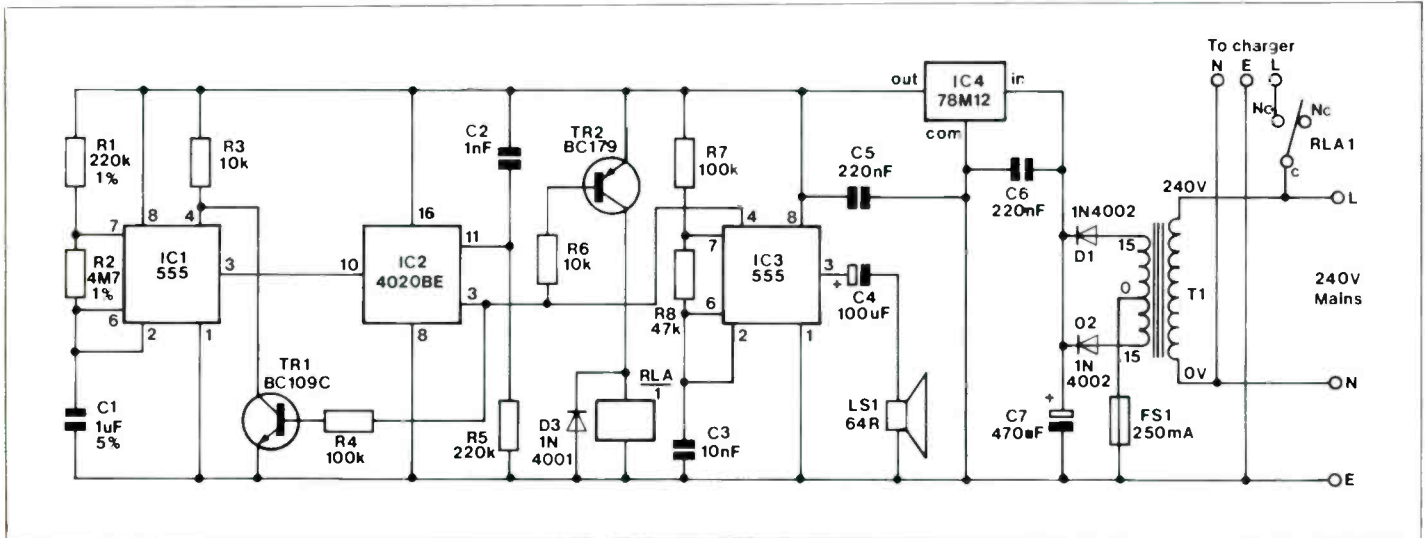 To charger
N E L
out
IC4
78M12
in
com
Nc
Nc
RLA1
c
R1
220k
1%
R3
10k
C2
1nF
TR2
BC179
R7
100k
C5
220nF
C6
220nF
240V
L
7
8
4
R2
4M7
1%
IC1
555
3
6
2
1
10
16
11
IC2
4020BE
3
8
R6
10k
4
8
7
IC3
555
3
6
2
1
R8
47k
+
C4
100uF
1N4002
D1
15
0
15
D2
1N
4002
T1
240V
Mains
0V
N
TR1
BC109C
C1
1uF
5%
R4
100k
R5
220k
D3
1N
4001
RLA
1
C3
10nF
LS1
64R
+
C7
FS1
250mA
E